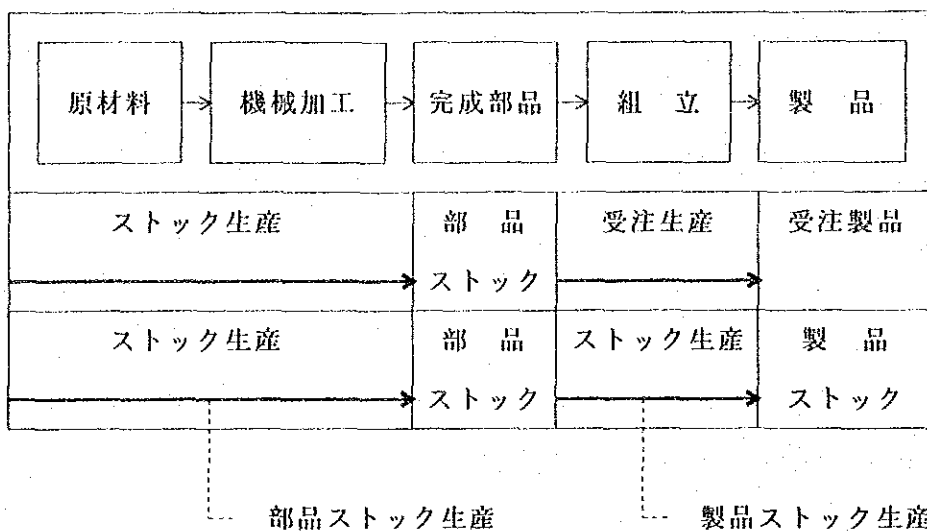 原材料 機械加工 完成部品 組立 製品
ストック生産 部品 受注生産 受注製品
ストック
ストック生産 部品 ストック生産 製品
ストック ストック
部品ストック生産 製品ストック生産